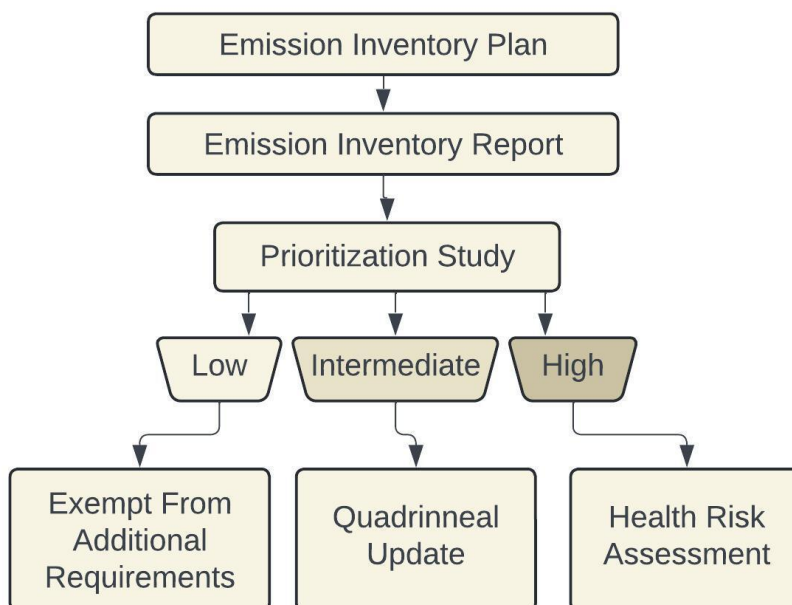 Emission Inventory Plan
Emission Inventory Report
Prioritization Study
Low
Intermediate
High
Exempt From
Additional
Requirements
Quadrinneal
Update
Health Risk
Assessment